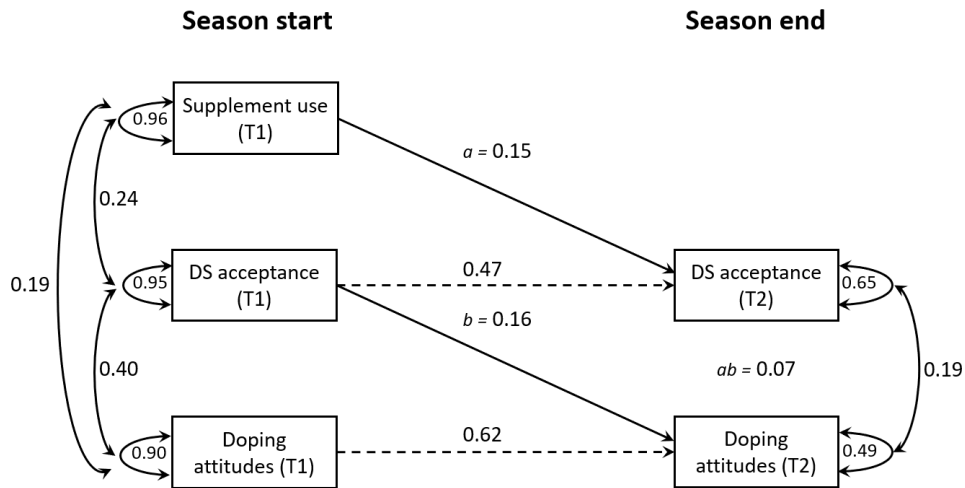 Season start
Season end
Supplement use
(T1)
0.96
a = 0.15
0.24
DS acceptance
(T1)
0.95
0.47
DS acceptance
(T2)
0.65
0.19
b = 0.16
0.40
ab = 0.07
0.19
Doping
attitudes (T1)
0.90
0.62
Doping
attitudes (T2)
0.49